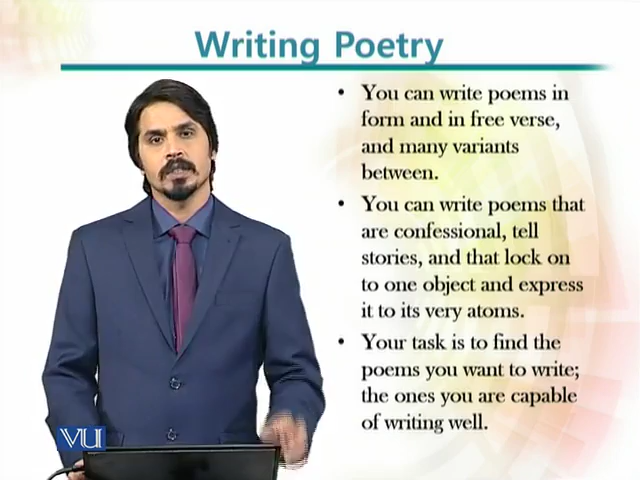 Writing Poetry
• You can write poems in
form and in free verse,
and many variants
between.
• You can write poems that
are confessional, tell
stories, and that lock on
to one object and express
it to its very atoms.
• Your task is to find the
poems you want to write;
the ones you are capable
of writing well.
VU